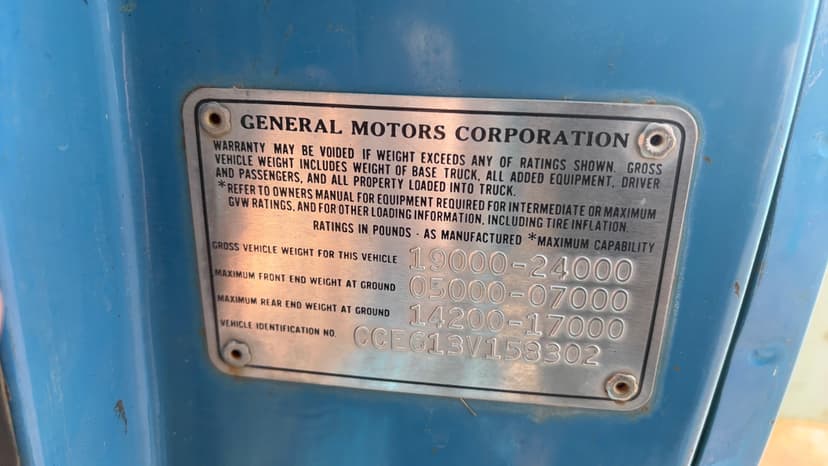 GENERAL MOTORS CORPORATION
WARRANTY MAY BE VOIDED IF WEIGHT EXCEEDS ANY OF RATINGS SHOWN. GROSS
VEHICLE WEIGHT INCLUDES WEIGHT OF BASE TRUCK, ALL ADDED EQUIPMENT, DRIVER
AND PASSENGERS, AND ALL PROPERTY LOADED INTO TRUCK.
*REFER TO OWNERS MANUAL FOR EQUIPMENT REQUIRED FOR INTERMEDIATE OR MAXIMUM
GVW RATINGS, AND FOR OTHER LOADING INFORMATION, INCLUDING TIRE INFLATION.
RATINGS IN POUNDS - AS MANUFACTURED *MAXIMUM CAPABILITY
GROSS VEHICLE WEIGHT FOR THIS VEHICLE 19000-24000
MAXIMUM FRONT END WEIGHT AT GROUND 05000-07000
MAXIMUM REAR END WEIGHT AT GROUND 14200-17000
VEHICLE IDENTIFICATION NO. CCE613V158302